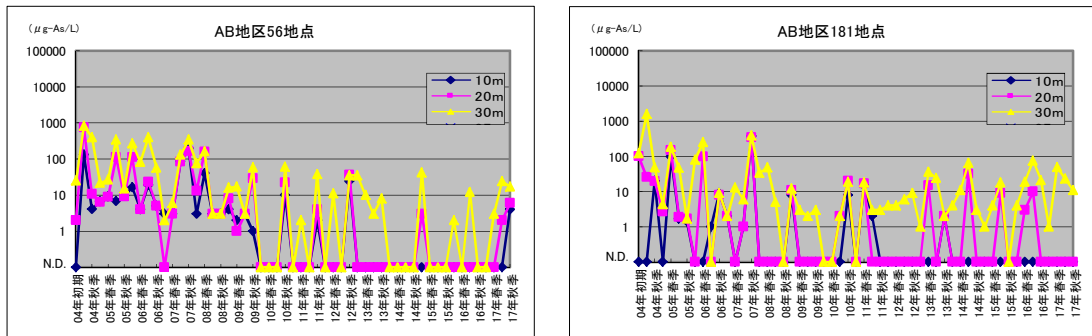 (μg-As/L)
AB地区56地点
100000
10000
1000
100
10
1
N.D.
10m
20m
30m
04年初期
04年秋季
05年春季
05年秋季
06年春季
06年秋季
07年春季
07年秋季
08年春季
08年秋季
09年春季
09年秋季
10年春季
10年秋季
11年春季
11年秋季
12年春季
12年秋季
13年春季
13年秋季
14年春季
14年秋季
15年春季
15年秋季
16年春季
16年秋季
17年春季
17年秋季
(μg-As/L)
AB地区181地点
100000
10000
1000
100
10
1
N.D.
10m
20m
30m
04年初期
04年秋季
05年春季
05年秋季
06年春季
06年秋季
07年春季
07年秋季
08年春季
08年秋季
09年春季
09年秋季
10年春季
10年秋季
11年春季
11年秋季
12年春季
12年秋季
13年春季
13年秋季
14年春季
14年秋季
15年春季
15年秋季
16年春季
16年秋季
17年春季
17年秋季